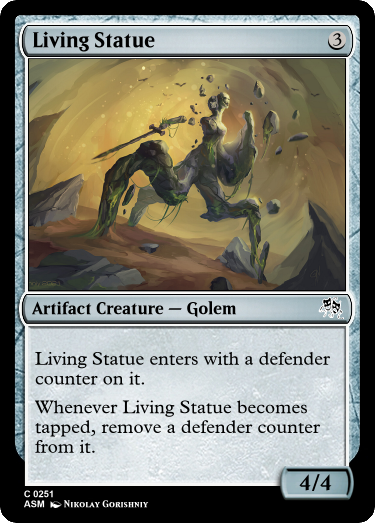 Living Statue 3
Artifact Creature — Golem
Living Statue enters with a defender
counter on it.
Whenever Living Statue becomes
tapped, remove a defender counter
from it.
4/4
C 0251
ASM Nikolay Gorishniy